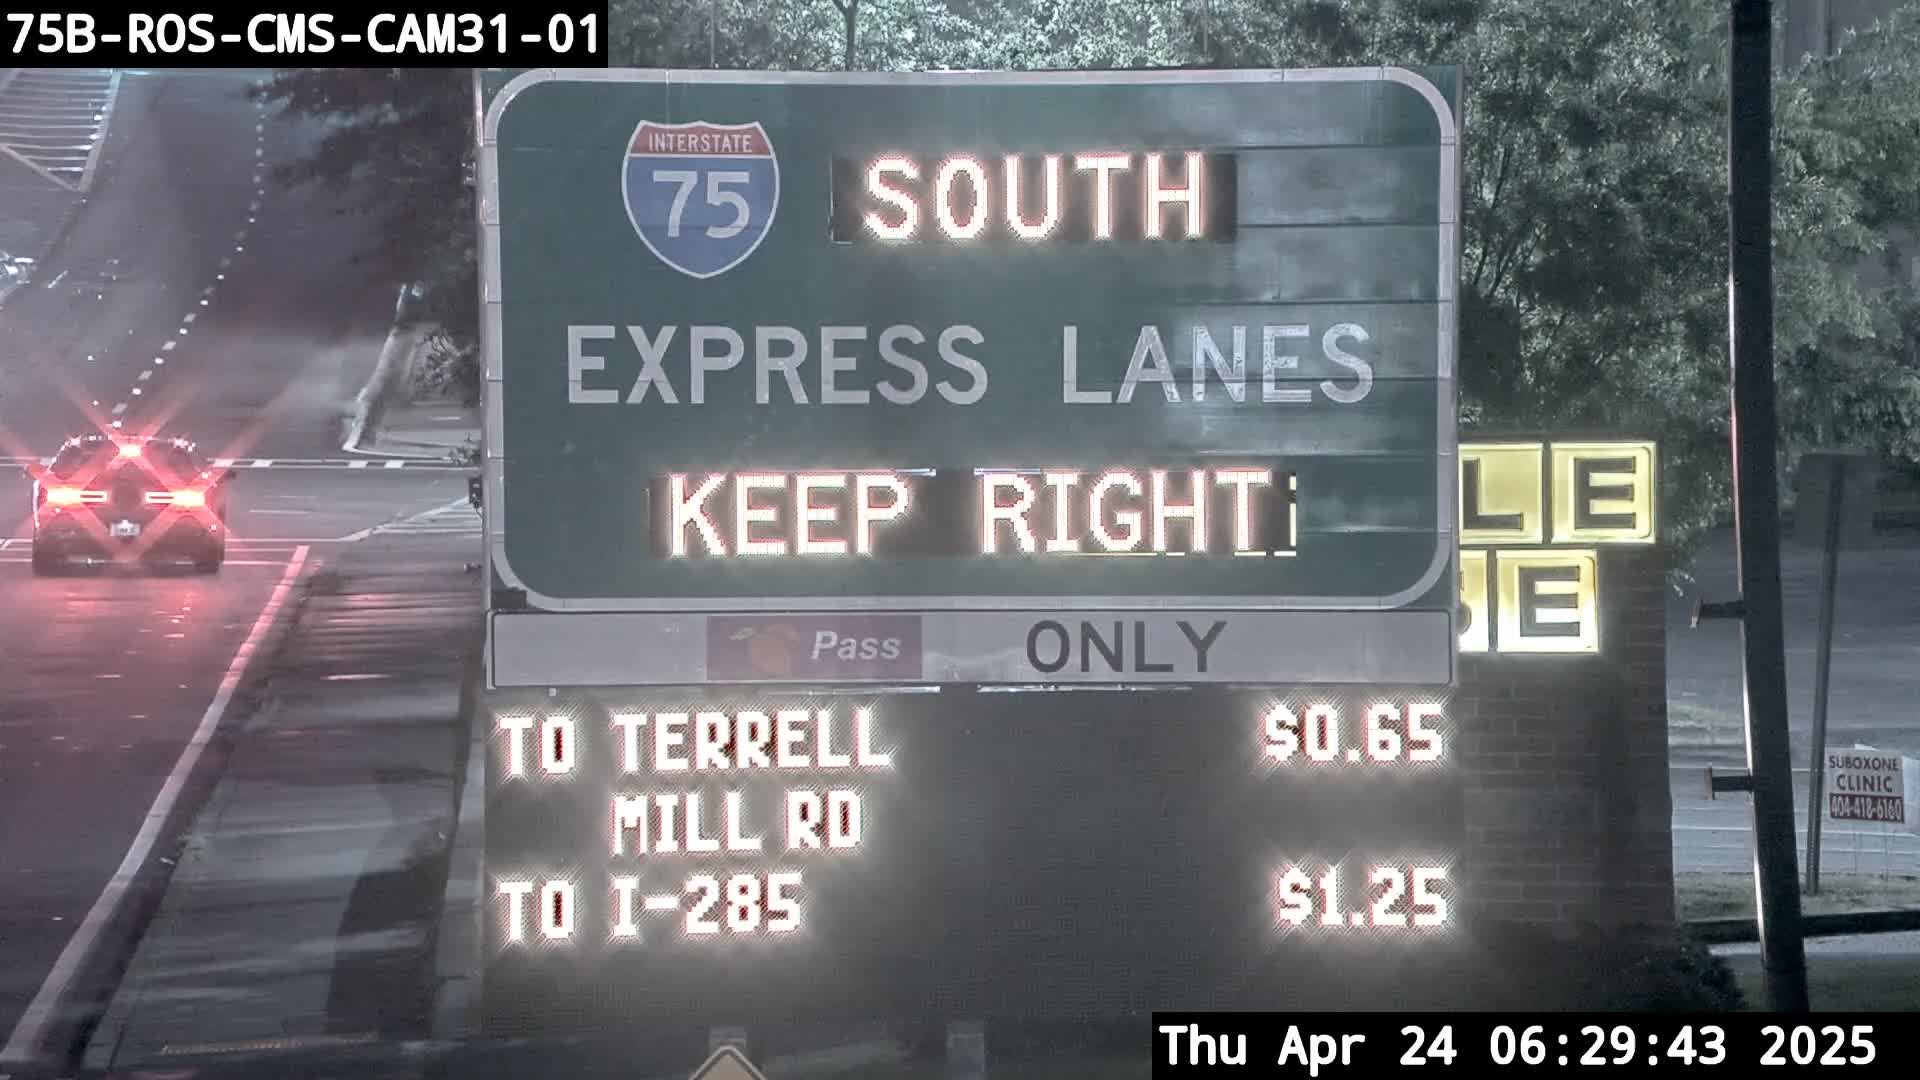 75B-ROS-CMS-CAM31-01
INTERSTATE
75
SOUTH
EXPRESS LANES
KEEP RIGHT
LE
E
Pass
ONLY
TO TERRELL $0.65
MILL RD
TO I-285 $1.25
SUBOXONE
CLINIC
404-418-6160
Thu Apr 24 06:29:43 2025